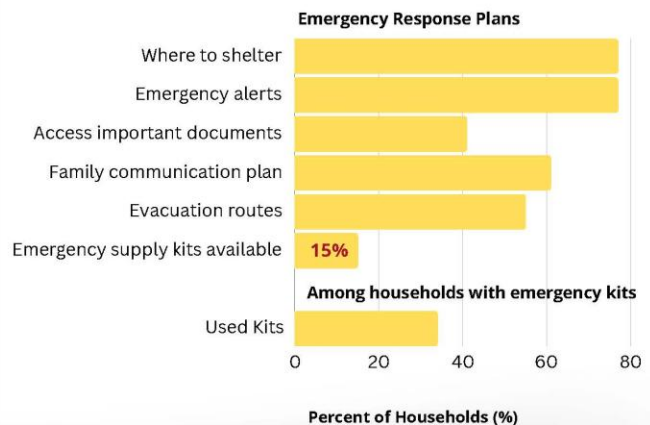 Emergency Response Plans
Where to shelter
Emergency alerts
Access important documents
Family communication plan
Evacuation routes
Emergency supply kits available 15%
Among households with emergency kits
Used Kits
0 20 40 60 80
Percent of Households (%)